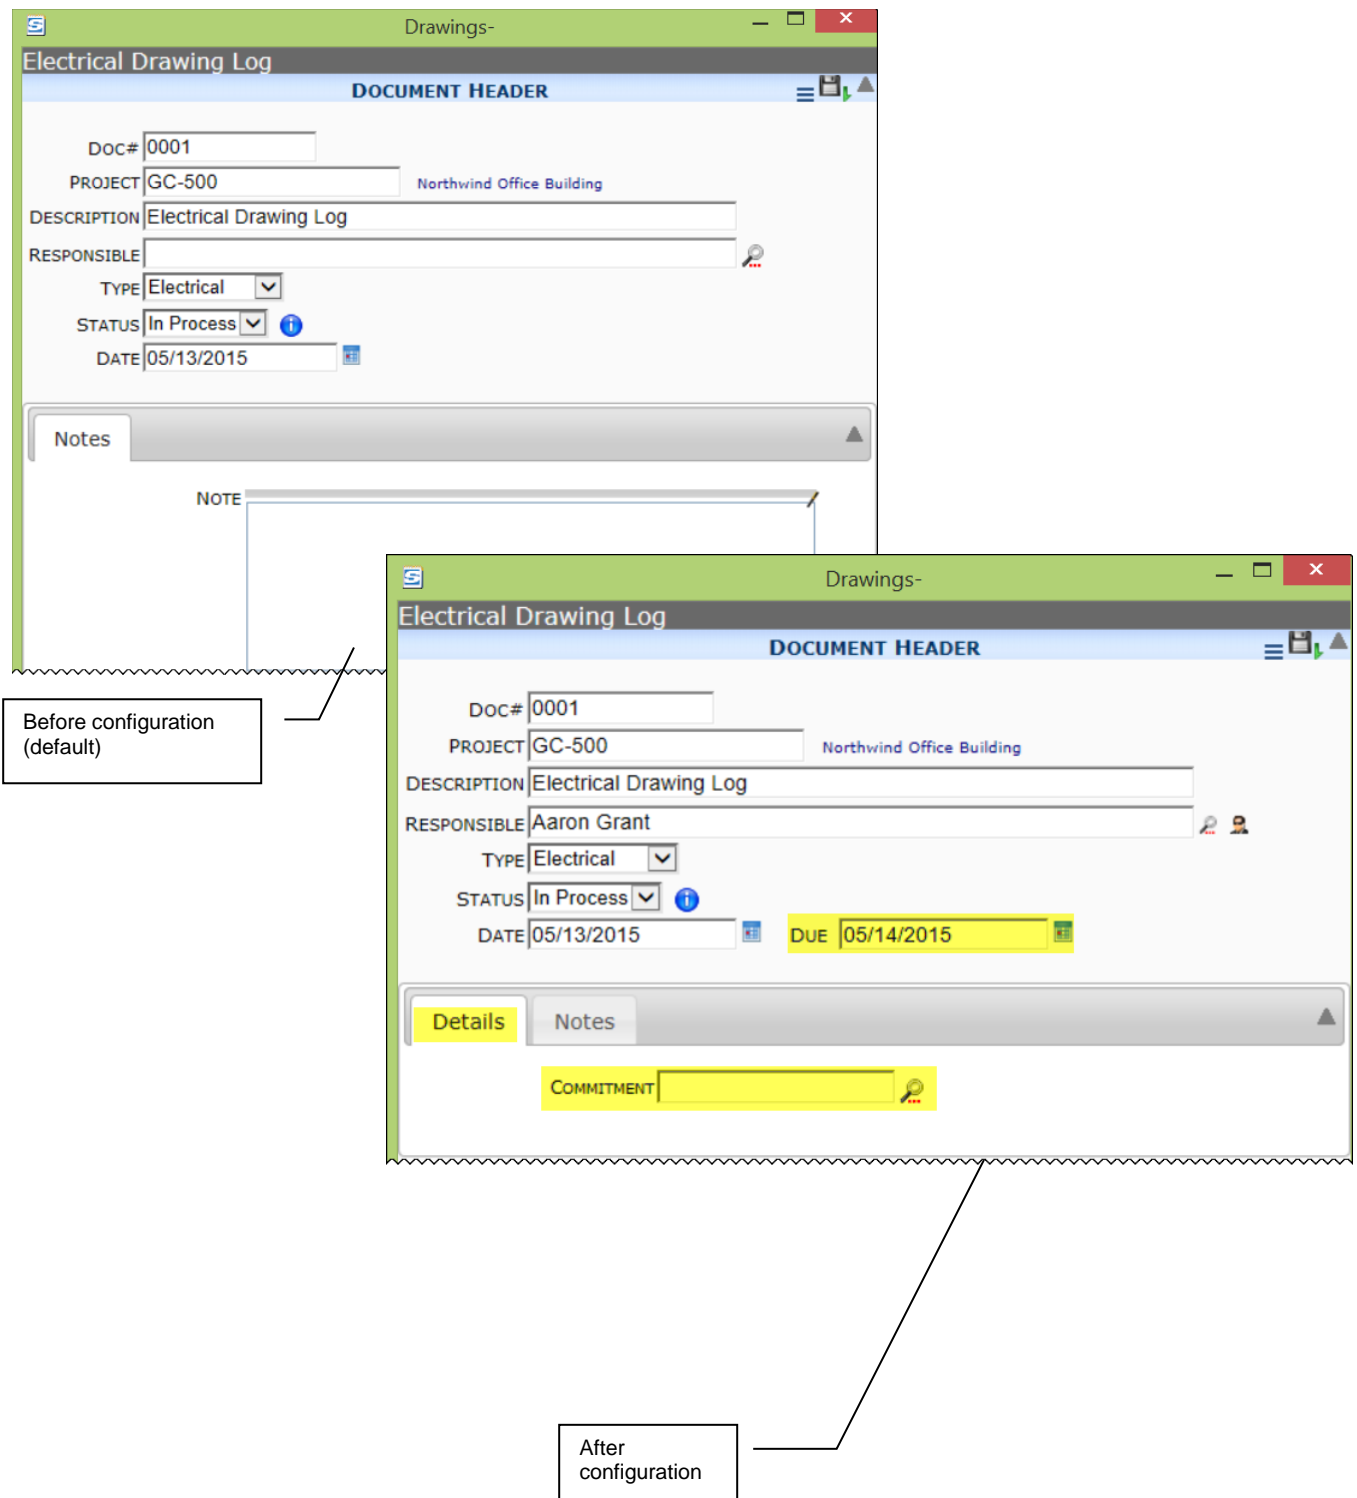 Drawings-
Electrical Drawing Log
DOCUMENT HEADER
DOC# 0001
PROJECT GC-500 Northwind Office Building
DESCRIPTION Electrical Drawing Log
RESPONSIBLE
TYPE Electrical
STATUS In Process
DATE 05/13/2015
Notes
NOTE
Before configuration
(default)
Drawings-
Electrical Drawing Log
DOCUMENT HEADER
DOC# 0001
PROJECT GC-500 Northwind Office Building
DESCRIPTION Electrical Drawing Log
RESPONSIBLE Aaron Grant
TYPE Electrical
STATUS In Process
DATE 05/13/2015 DUE 05/14/2015
Details Notes
COMMITMENT
After
configuration